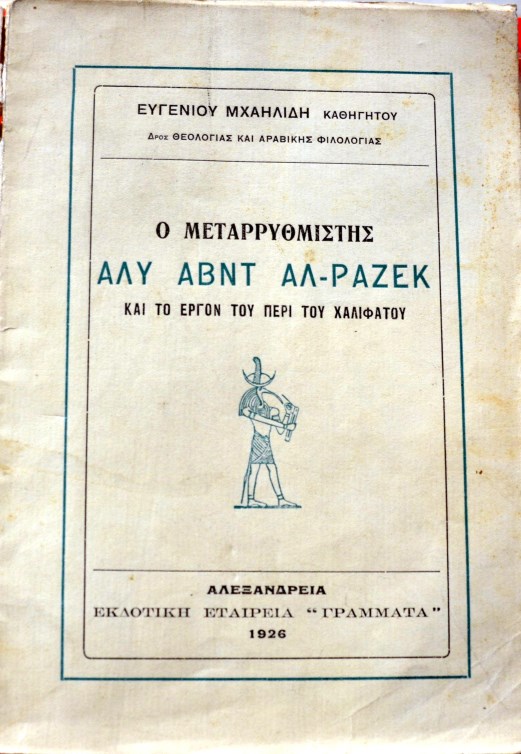 ΕΥΓΕΝΙΟΥ ΜΧΑΗΛΙΔΗ ΚΑΘΗΓΗΤΟΥ
Δρος ΘΕΟΛΟΓΙΑΣ ΚΑΙ ΑΡΑΒΙΚΗΣ ΦΙΛΟΛΟΓΙΑΣ
Ο ΜΕΤΑΡΡΥΘΜΙΣΤΗΣ
ΑΛΥ ΑΒΝΤ ΑΛ-ΡΑΖΕΚ
ΚΑΙ ΤΟ ΕΡΓΟΝ ΤΟΥ ΠΕΡΙ ΤΟΥ ΧΑΛΙΦΑΤΟΥ
ΑΛΕΞΑΝΔΡΕΙΑ
ΕΚΔΟΤΙΚΗ ΕΤΑΙΡΕΙΑ “ΓΡΑΜΜΑΤΑ”
1926